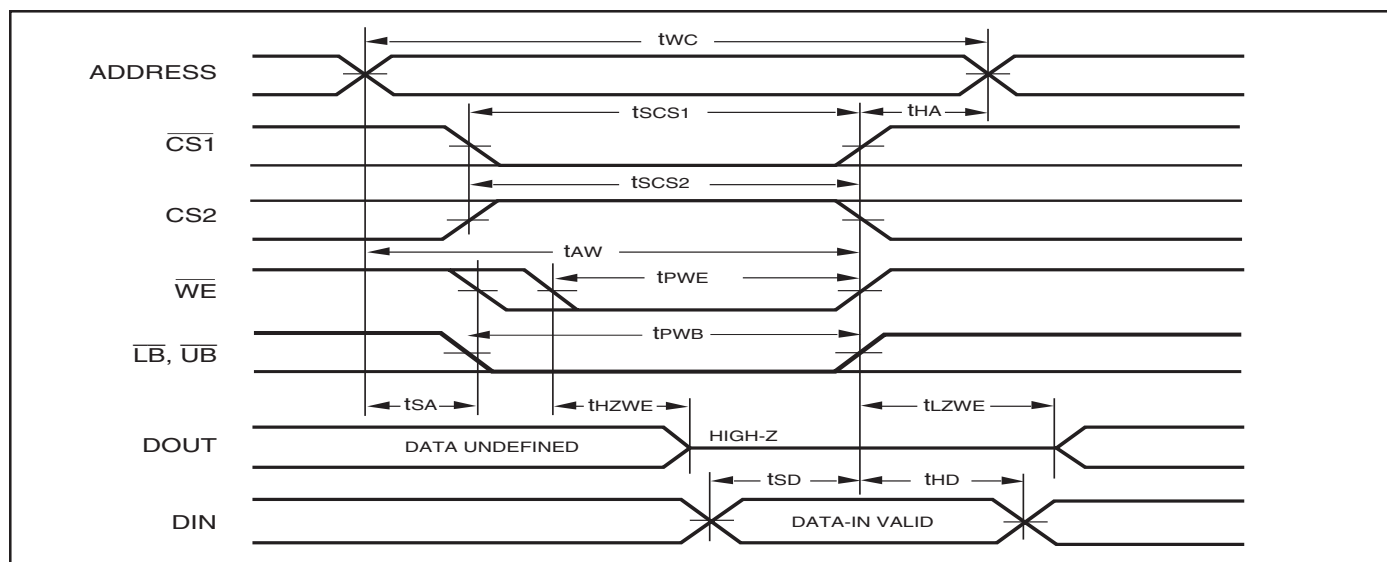 tWC
ADDRESS
tSCS1
tHA
CS1
tSCS2
CS2
tAW
WE
tPWE
tPWB
LB, UB
tSA
tHZWE
tLZWE
DOUT
DATA UNDEFINED
HIGH-Z
tSD
tHD
DIN
DATA-IN VALID